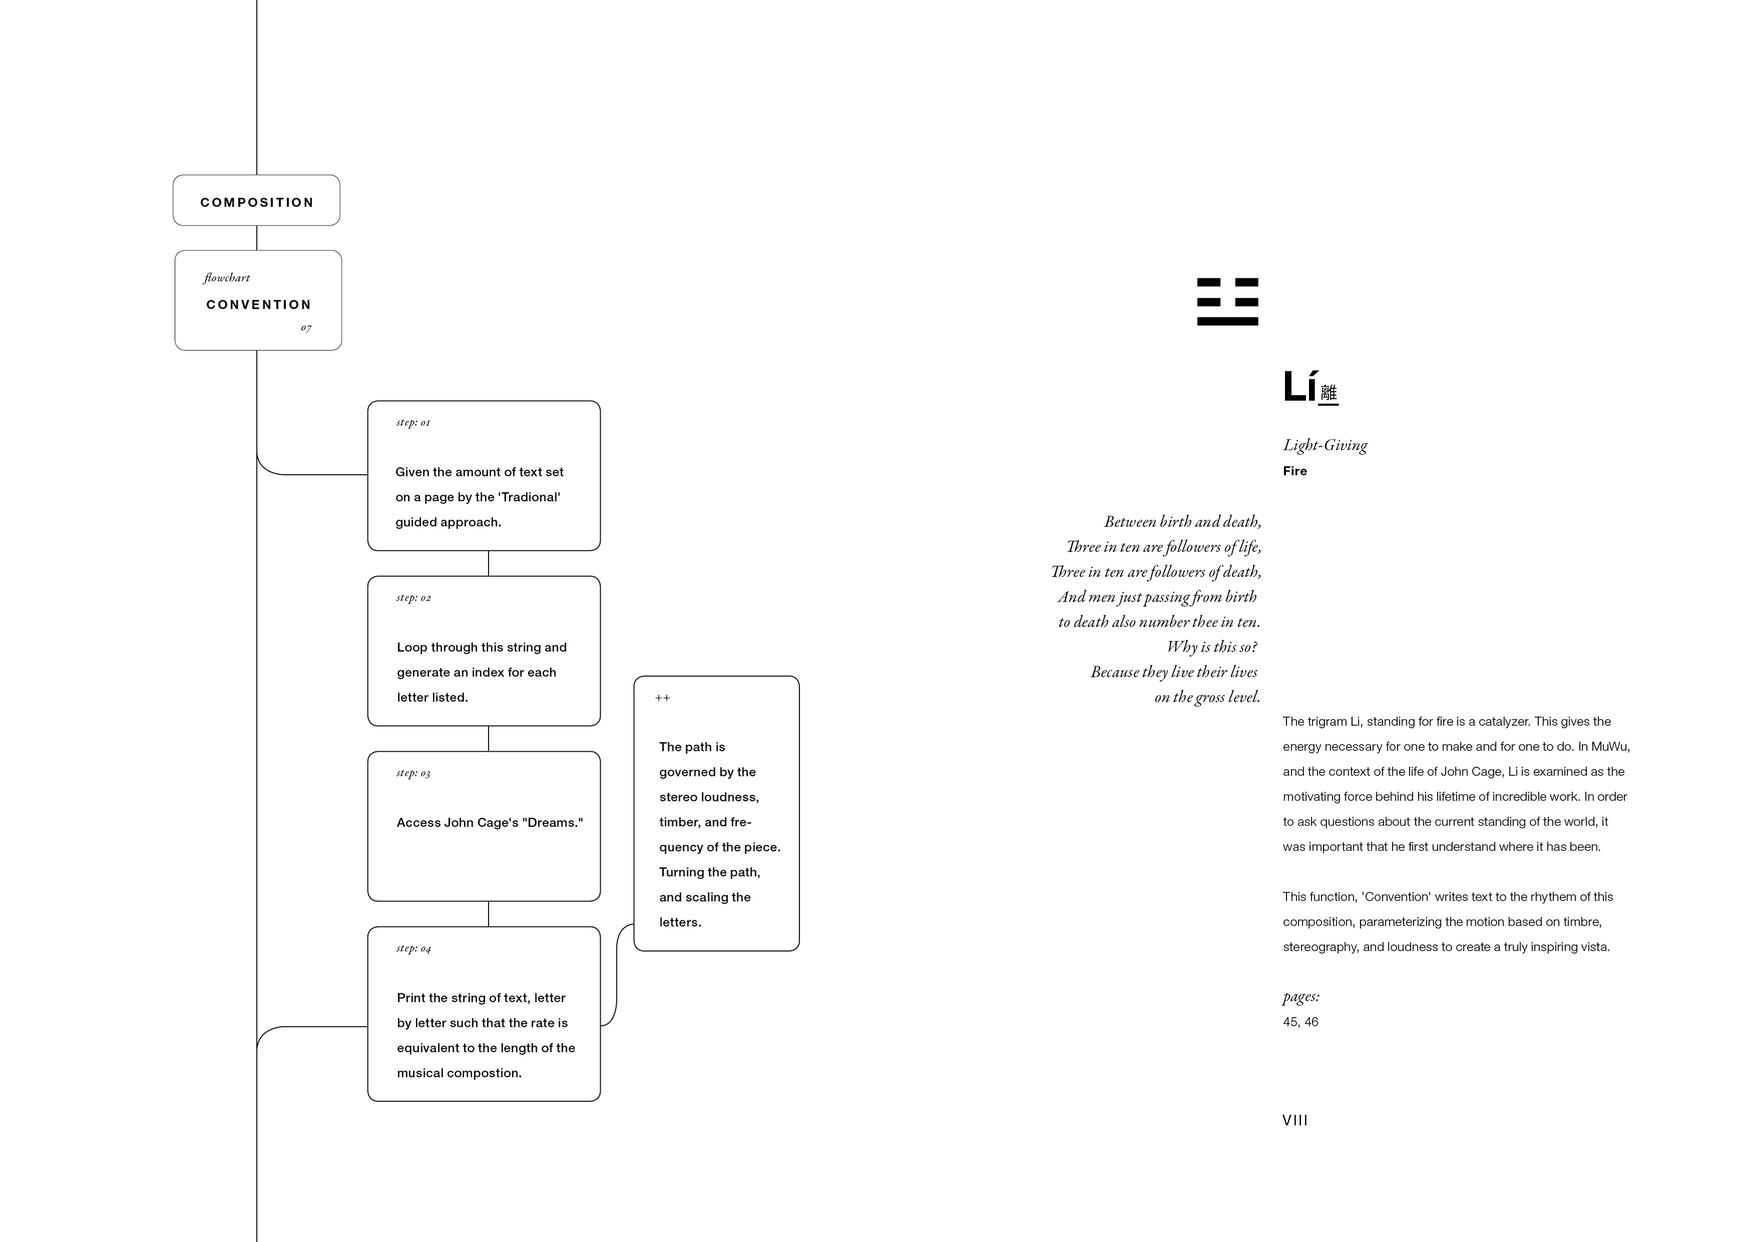 COMPOSITION
flowchart
CONVENTION
07
step: 01
Given the amount of text set
on a page by the 'Tradional'
guided approach.
step: 02
Loop through this string and
generate an index for each
letter listed.
step: 03
Access John Cage's "Dreams."
step: 04
Print the string of text, letter
by letter such that the rate is
equivalent to the length of the
musical compostion.
++
The path is
governed by the
stereo loudness,
timber, and fre-
quency of the piece.
Turning the path,
and scaling the
letters.
Lí離
Light-Giving
Fire
Between birth and death,
Three in ten are followers of life,
Three in ten are followers of death,
And men just passing from birth
to death also number thee in ten.
Why is this so?
Because they live their lives
on the gross level.
The trigram Li, standing for fire is a catalyzer. This gives the
energy necessary for one to make and for one to do. In MuWu,
and the context of the life of John Cage, Li is examined as the
motivating force behind his lifetime of incredible work. In order
to ask questions about the current standing of the world, it
was important that he first understand where it has been.
This function, 'Convention' writes text to the rhythm of this
composition, parameterizing the motion based on timbre,
stereography, and loudness to create a truly inspiring vista.
pages:
45, 46
VIII